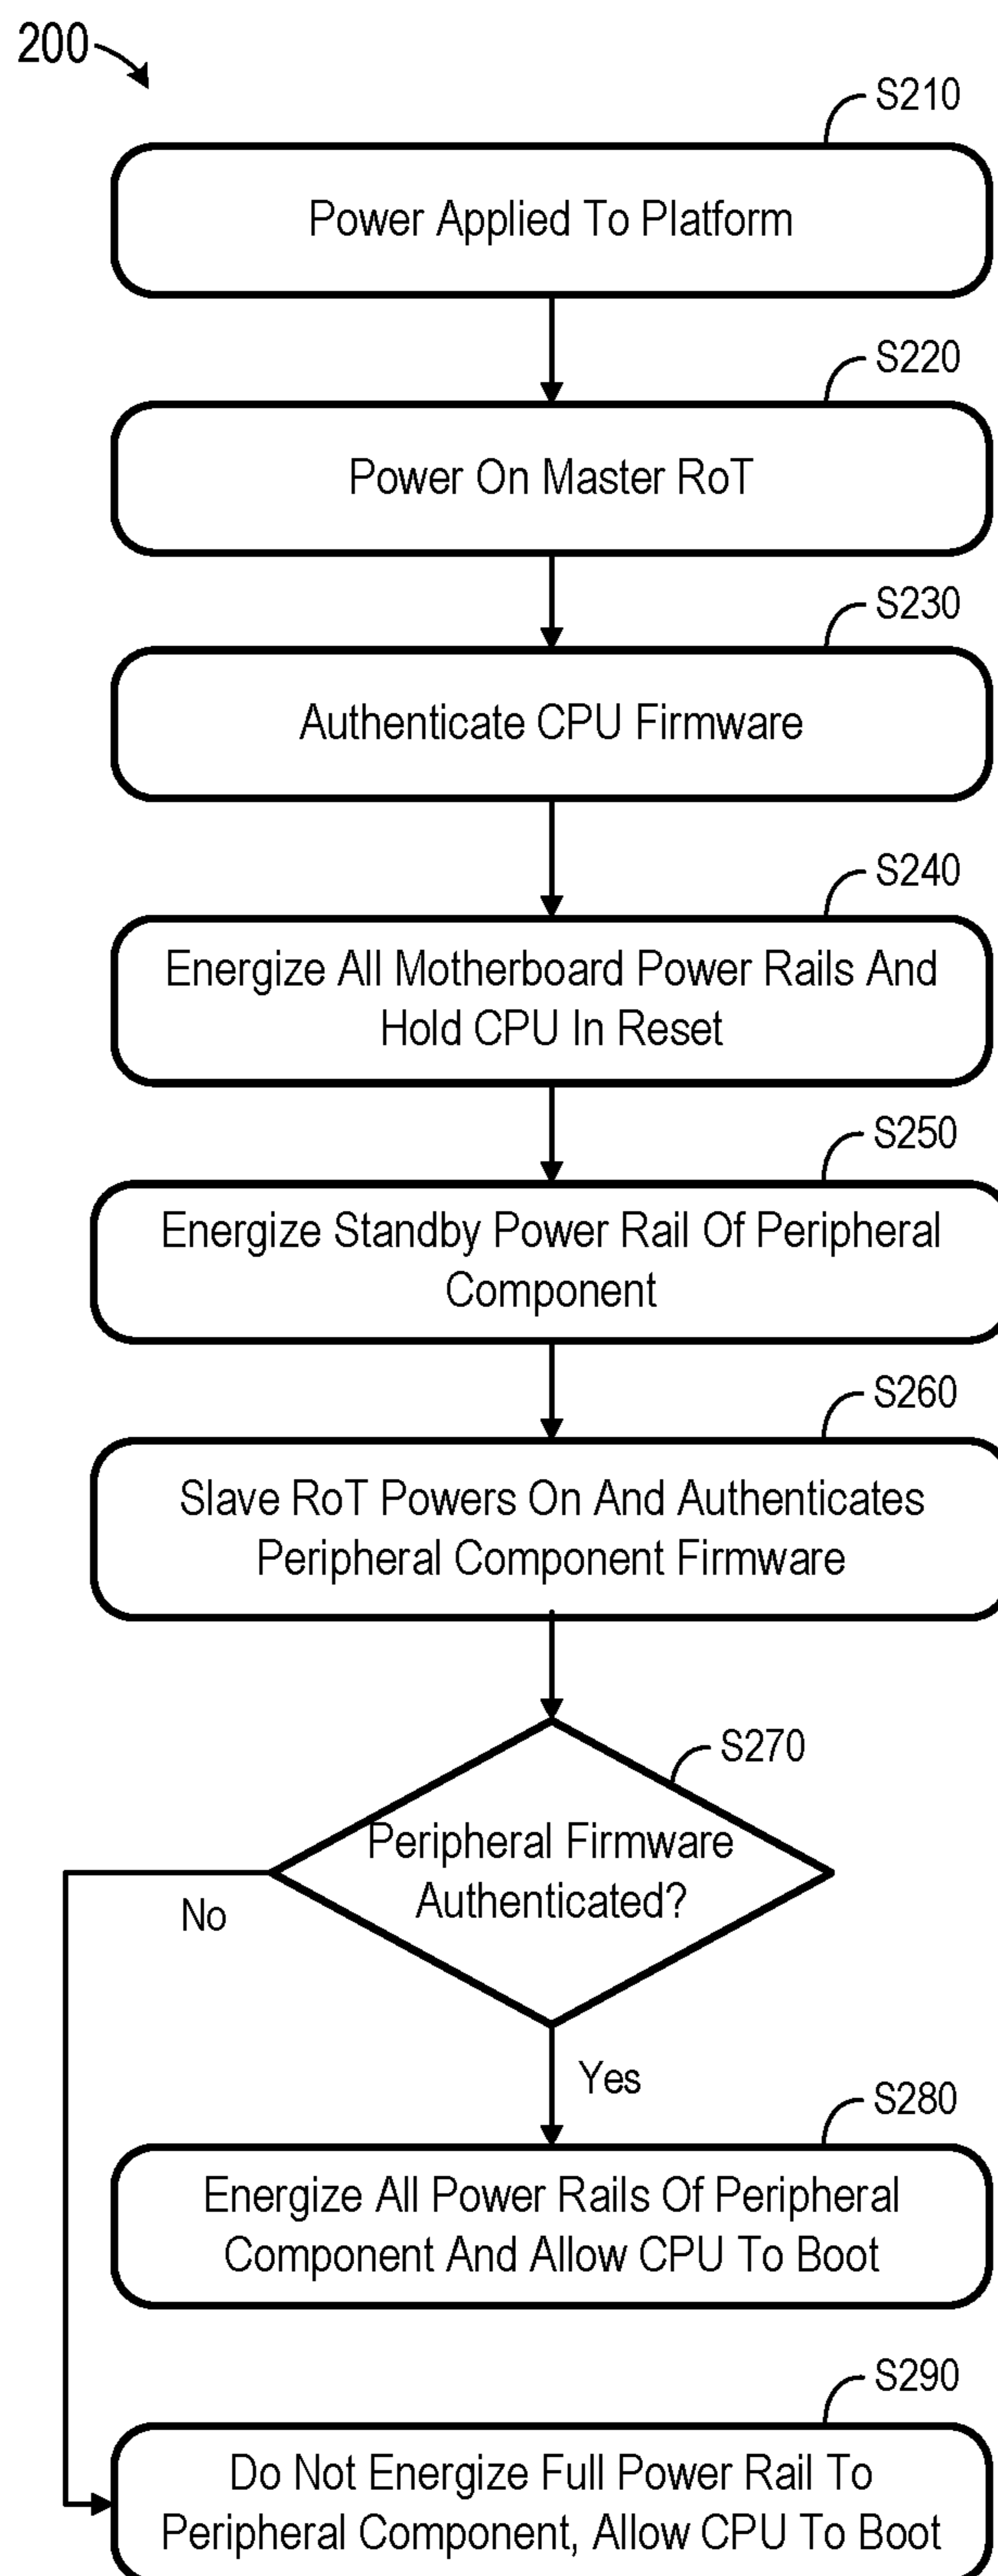 200
S210
Power Applied To Platform
S220
Power On Master RoT
S230
Authenticate CPU Firmware
S240
Energize All Motherboard Power Rails And
Hold CPU In Reset
S250
Energize Standby Power Rail Of Peripheral
Component
S260
Slave RoT Powers On And Authenticates
Peripheral Component Firmware
S270
Peripheral Firmware
Authenticated?
No
Yes
S280
Energize All Power Rails Of Peripheral
Component And Allow CPU To Boot
S290
Do Not Energize Full Power Rail To
Peripheral Component, Allow CPU To Boot